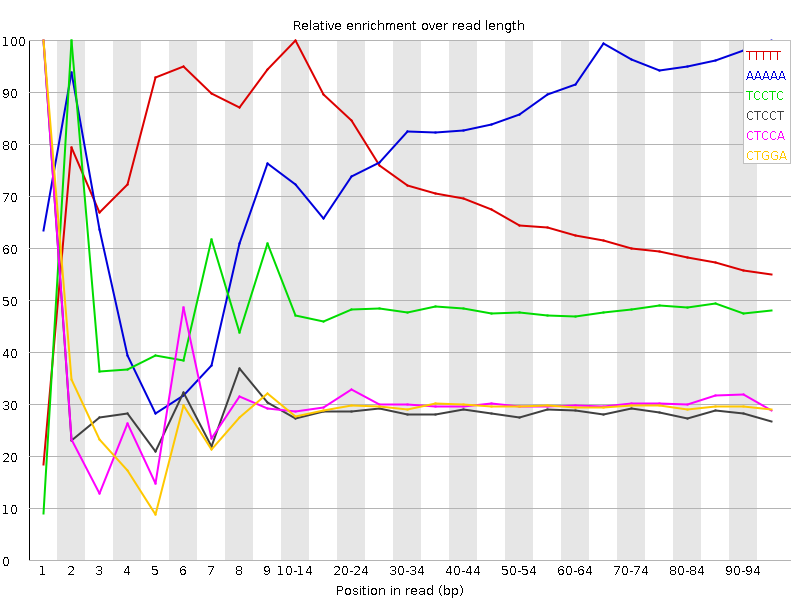 Relative enrichment over read length
100
90
80
70
60
50
40
30
20
10
0
TTTTT
AAAAA
TCCTC
CTCCT
CTCCA
CTGGA
1 2 3 4 5 6 7 8 9 10-14 20-24 30-34 40-44 50-54 60-64 70-74 80-84 90-94
Position in read (bp)